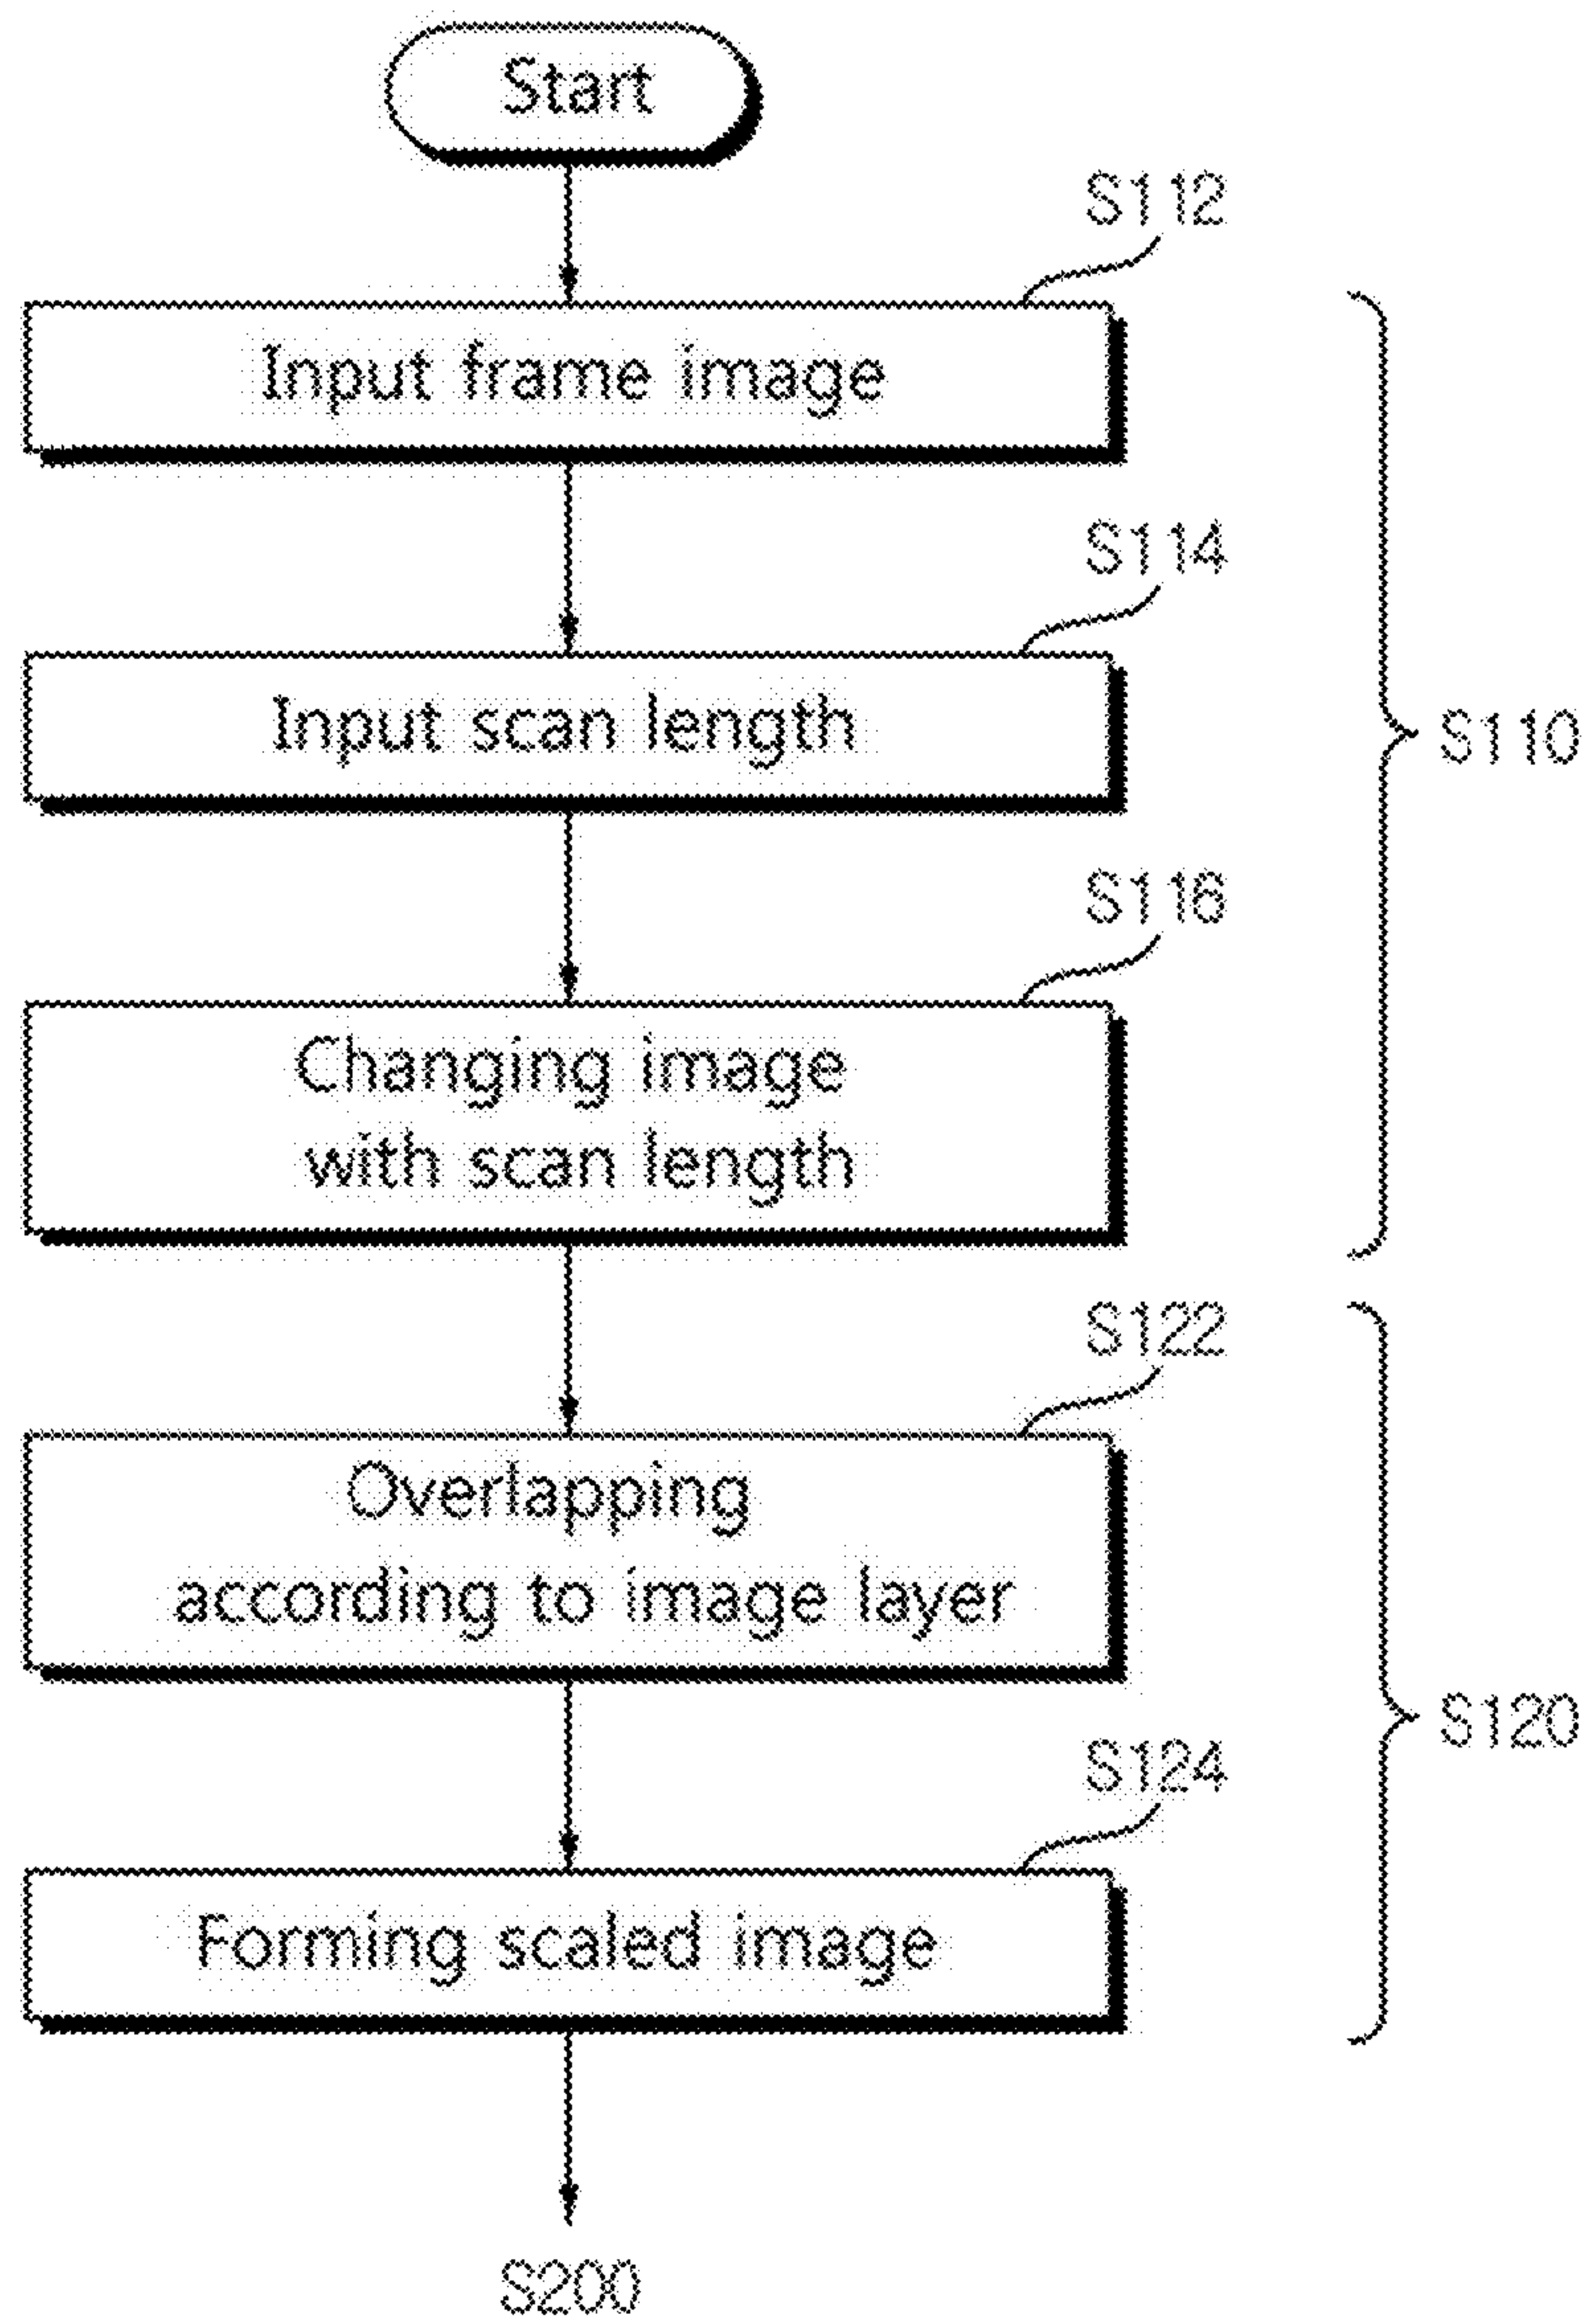 Start
S112
Input frame image
S114
Input scan length
S110
S116
Changing image
with scan length
S122
Overlapping
according to image layer
S120
S124
Forming scaled image
S200